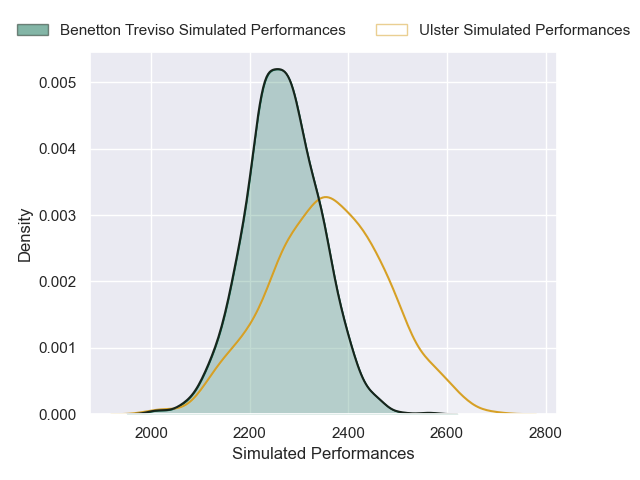 Benetton Treviso Simulated Performances Ulster Simulated Performances
0.005
0.004
0.003
0.002
0.001
0.000
Density
2000 2200 2400 2600 2800
Simulated Performances